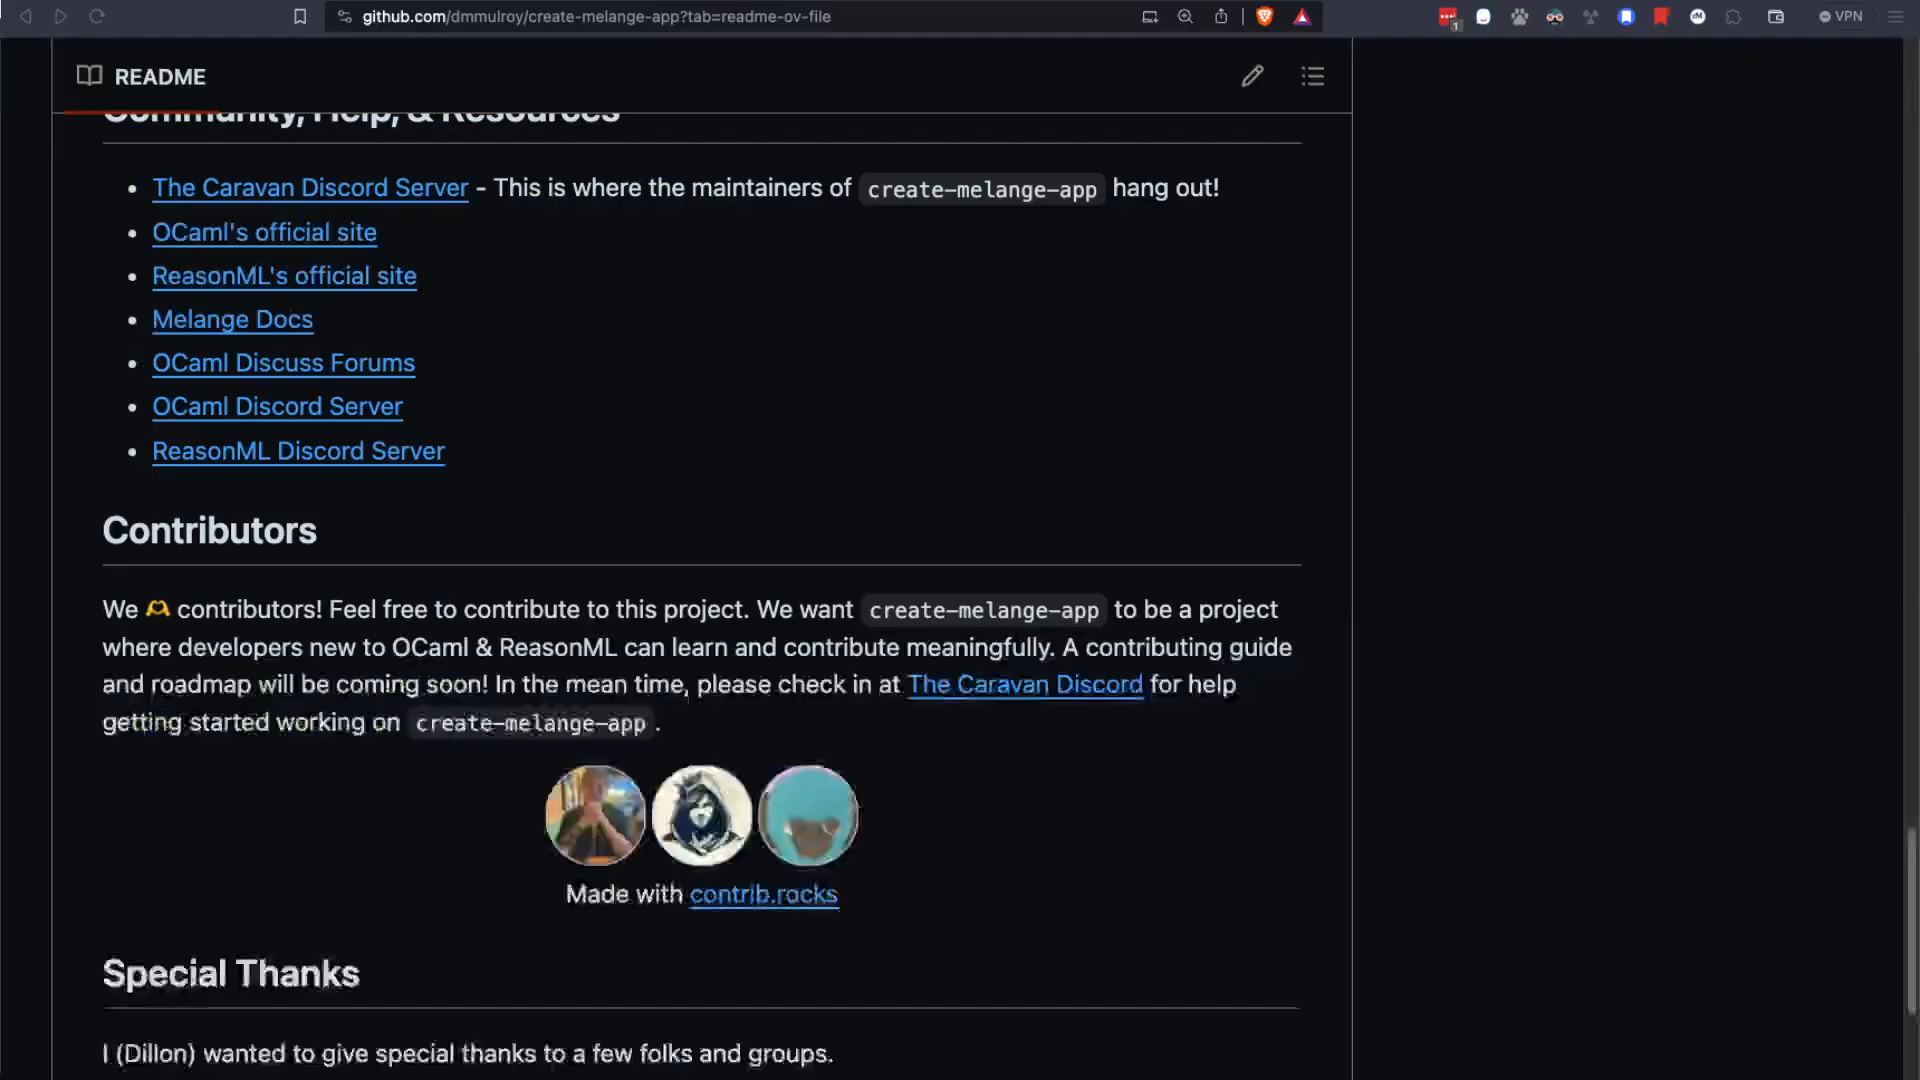 github.com/dmmulroy/create-melange-app?tab=readme-ov-file
1
VPN
README
Community, Help, & Resources
The Caravan Discord Server - This is where the maintainers of create-melange-app hang out!
OCaml's official site
ReasonML's official site
Melange Docs
OCaml Discuss Forums
OCaml Discord Server
ReasonML Discord Server
Contributors
We 🫶 contributors! Feel free to contribute to this project. We want create-melange-app to be a project
where developers new to OCaml & ReasonML can learn and contribute meaningfully. A contributing guide
and roadmap will be coming soon! In the mean time, please check in at The Caravan Discord for help
getting started working on create-melange-app .
Made with contrib.rocks
Special Thanks
I (Dillon) wanted to give special thanks to a few folks and groups.